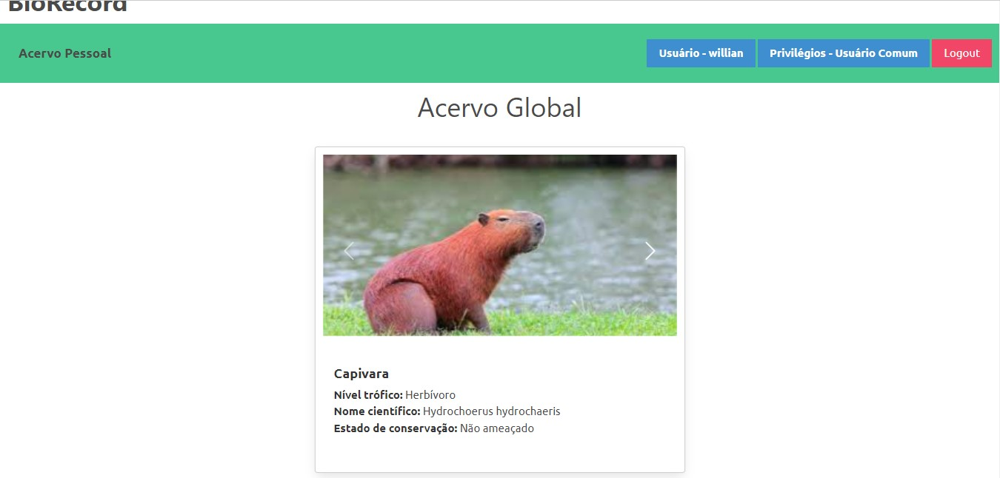 BioRecord
Acervo Pessoal
Usuário - willian
Privilégios - Usuário Comum
Logout
Acervo Global
Capivara
Nível trófico: Herbívoro
Nome científico: Hydrochoerus hydrochaeris
Estado de conservação: Não ameaçado